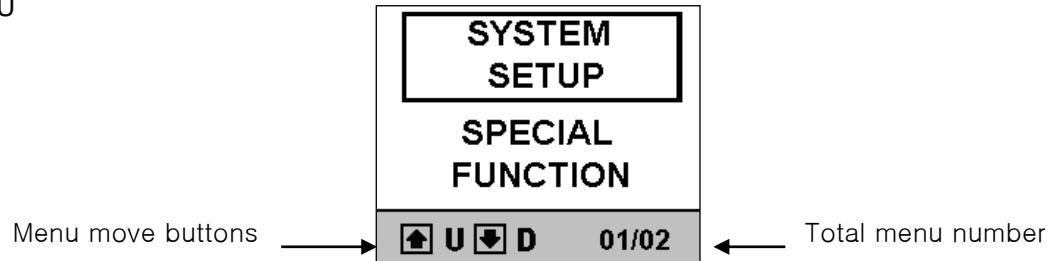 SYSTEM
SETUP
SPECIAL
FUNCTION
Menu move buttons
U D 01/02
Total menu number